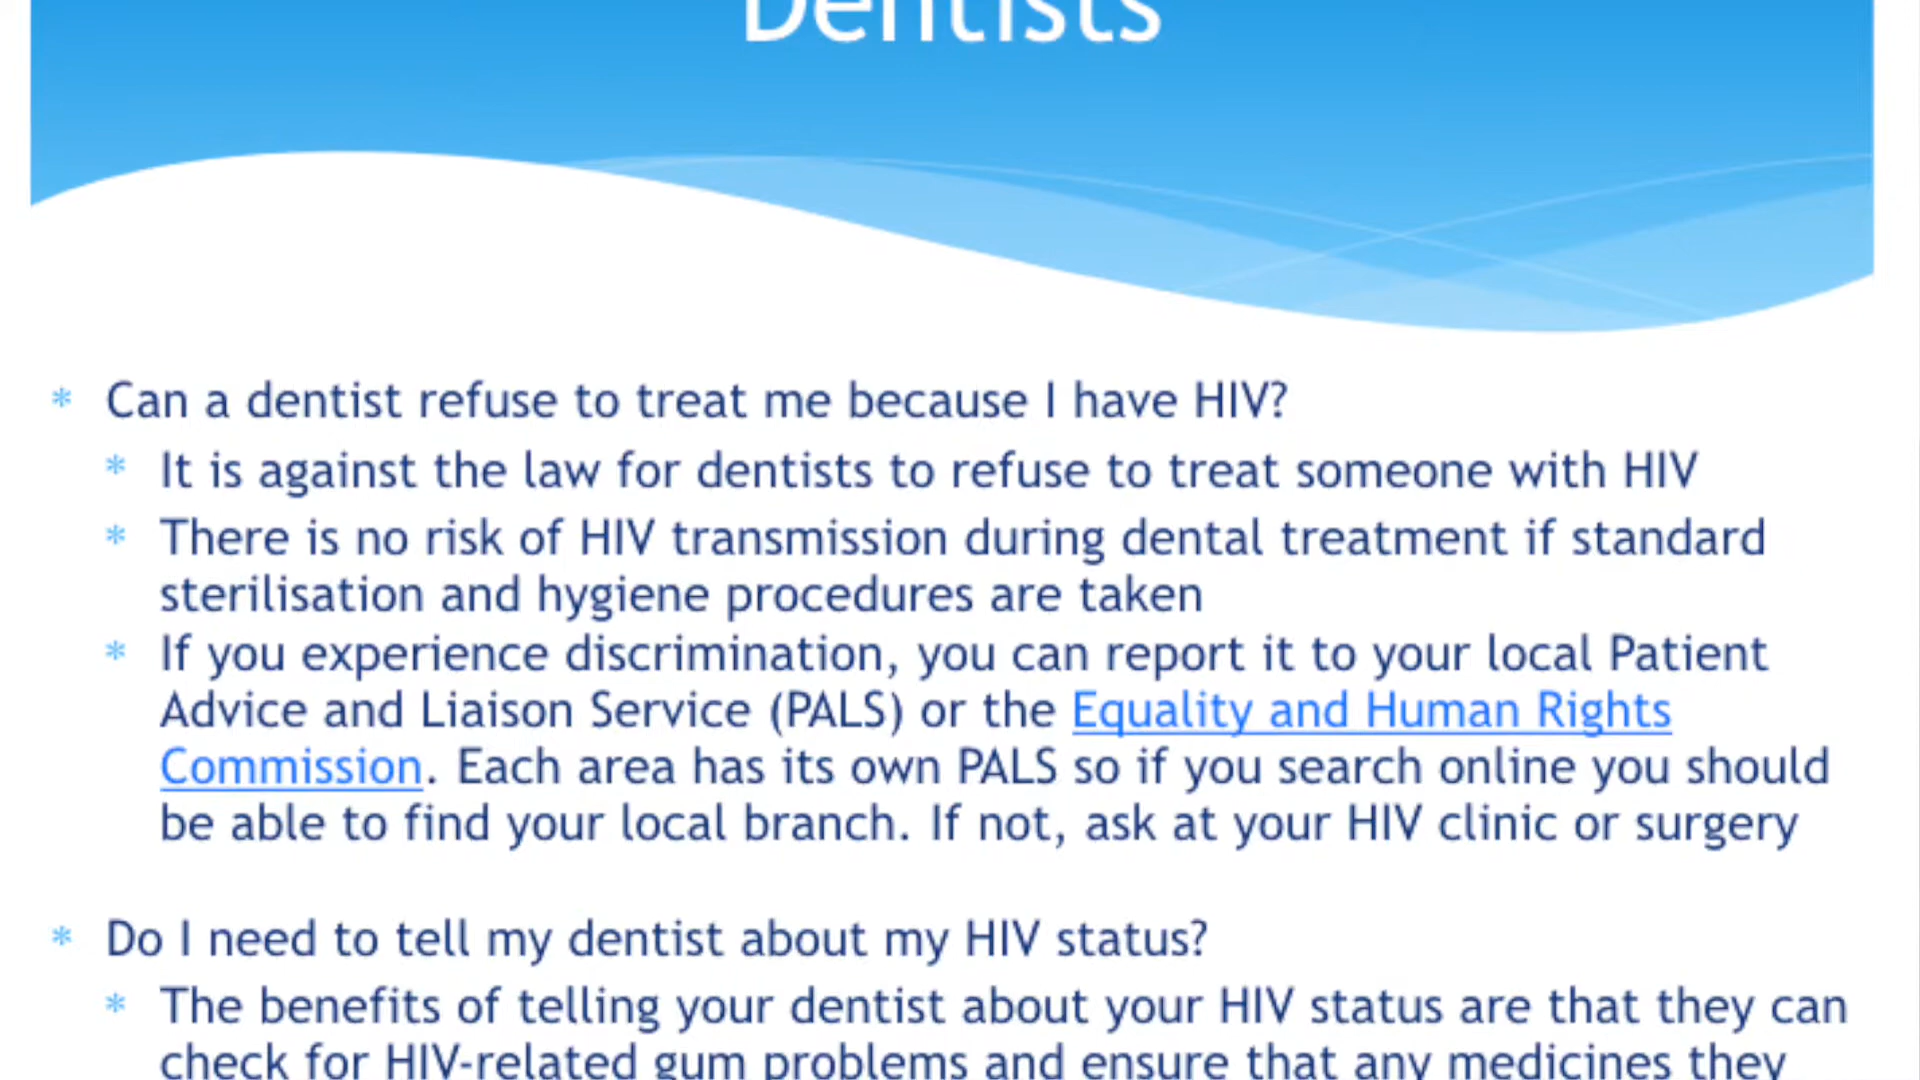 Dentists
* Can a dentist refuse to treat me because I have HIV?
* It is against the law for dentists to refuse to treat someone with HIV
* There is no risk of HIV transmission during dental treatment if standard
sterilisation and hygiene procedures are taken
* If you experience discrimination, you can report it to your local Patient
Advice and Liaison Service (PALS) or the Equality and Human Rights
Commission. Each area has its own PALS so if you search online you should
be able to find your local branch. If not, ask at your HIV clinic or surgery
* Do I need to tell my dentist about my HIV status?
* The benefits of telling your dentist about your HIV status are that they can
check for HIV-related gum problems and ensure that any medicines they